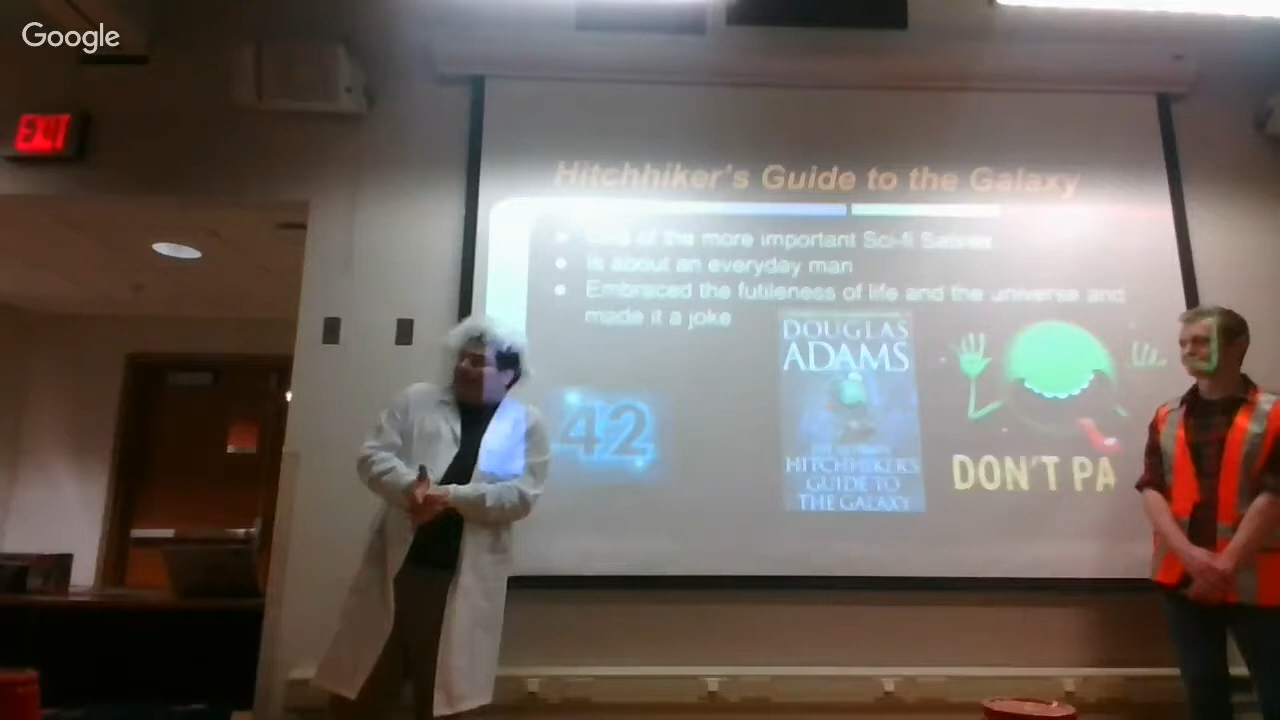 Google
EXIT
Hitchhiker's Guide to the Galaxy
of the more important Sci-fi Satires
Is about an everyday man
Embraced the futileness of life and the universe and
made it a joke
DOUGLAS
ADAMS
42
HITCHHIKER'S
GUIDE TO
THE GALAXY
DON'T PA